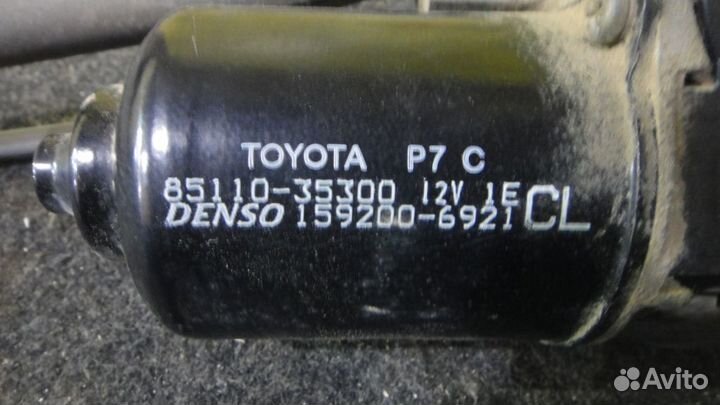 TOYOTA P7 C
85110-35300 12V 1E
DENSO 159200-6921 CL
Avito